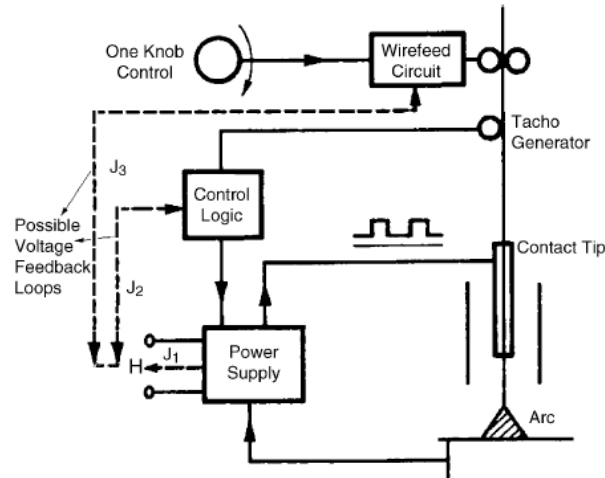 One Knob
Control
Wirefeed
Circuit
Tacho
Generator
J3
Control
Logic
Possible
Voltage
Feedback
Loops
Contact Tip
J2
J1
H
Power
Supply
Arc